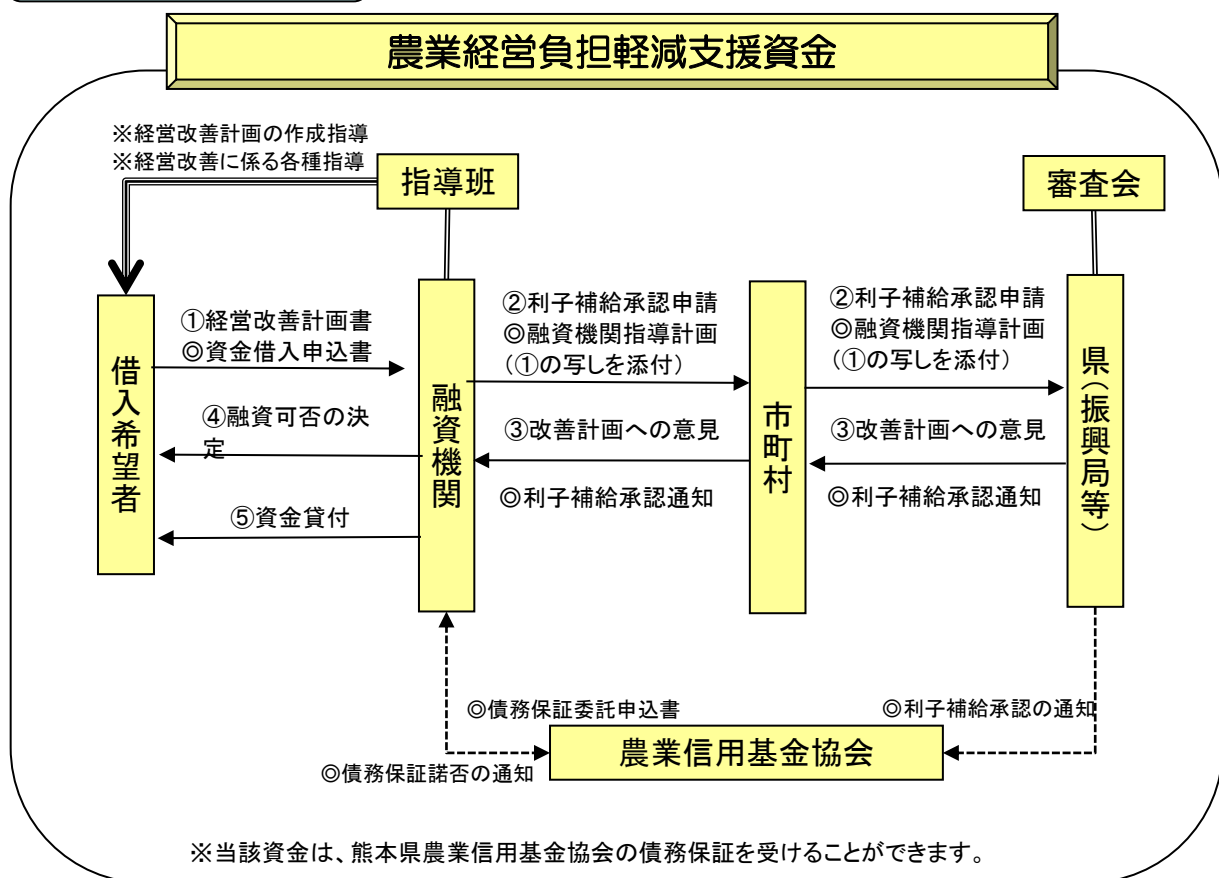 農業経営負担軽減支援資金
※経営改善計画の作成指導
※経営改善に係る各種指導
指導班
審査会
借入希望者
①経営改善計画書
◎資金借入申込書
④融資可否の決
定
⑤資金貸付
融資機関
②利子補給承認申請
◎融資機関指導計画
(①の写しを添付)
③改善計画への意見
◎利子補給承認通知
市町村
②利子補給承認申請
◎融資機関指導計画
(①の写しを添付)
③改善計画への意見
◎利子補給承認通知
県(振興局等)
◎債務保証委託申込書
◎利子補給承認の通知
農業信用基金協会
◎債務保証諾否の通知
※当該資金は、熊本県農業信用基金協会の債務保証を受けることができます。